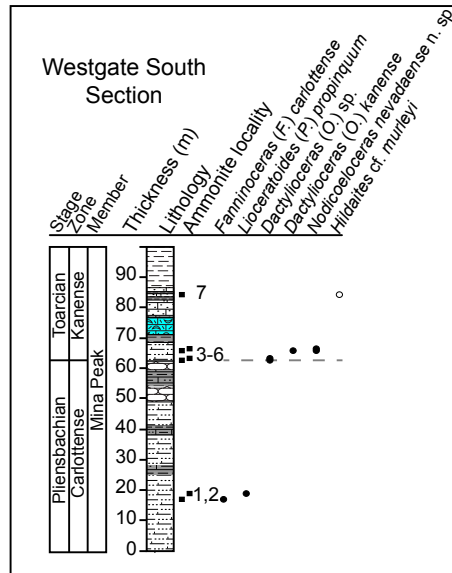 Westgate South
Section
Stage
Zone
Member
Thickness (m)
Lithology
Ammonite locality
Fanninoceras (F.) carlottense
Lioceratoides (P.) propinquum
Dactylioceras (O.) sp.
Dactylioceras (O.) kanense
Nodicoeloceras nevadaense n. sp.
Hildaites cf. murleyi
Toarcian
Kanense
Pliensbachian
Carlottense
Mina Peak
90
80
70
60
50
40
30
20
10
0
7
3-6
1,2